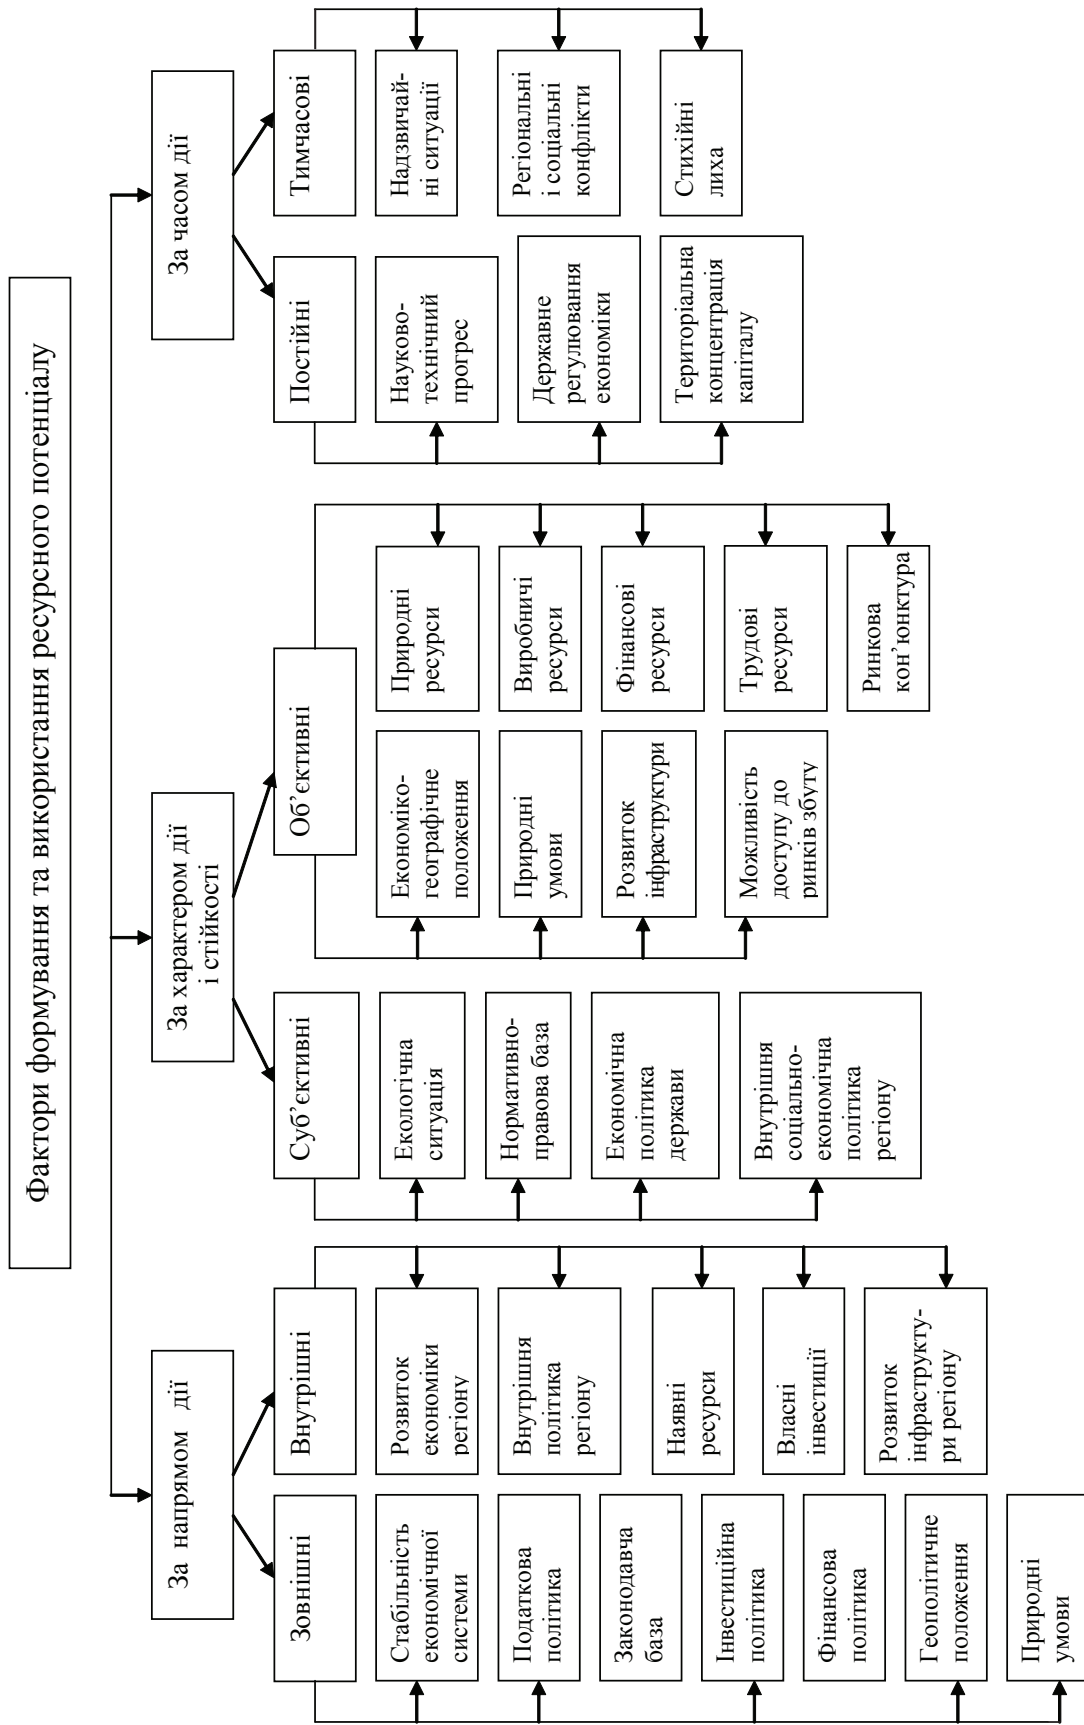 Фактори формування та використання ресурсного потенціалу
За напрямом дії
Зовнішні
Стабільність
економічної
системи
Податкова
політика
Законодавча
база
Інвестиційна
політика
Фінансова
політика
Геополітичне
положення
Природні
умови
Внутрішні
Розвиток
економіки
регіону
Внутрішня
політика
регіону
Наявні
ресурси
Власні
інвестиції
Розвиток
інфраструкту-
ри регіону
За характером дії
і стійкості
Суб’єктивні
Екологічна
ситуація
Нормативно-
правова база
Економічна
політика
держави
Внутрішня
соціально-
економічна
політика
регіону
Об’єктивні
Економіко-
географічне
положення
Природні
умови
Розвиток
інфраструктури
Можливість
доступу до
ринків збуту
Природні
ресурси
Виробничі
ресурси
Фінансові
ресурси
Трудові
ресурси
Ринкова
кон’юнктура
За часом дії
Постійні
Науково-
технічний
прогрес
Державне
регулювання
економіки
Територіальна
концентрація
капіталу
Тимчасові
Надзвичай-
ні ситуації
Регіональні
і соціальні
конфлікти
Стихійні
лиха